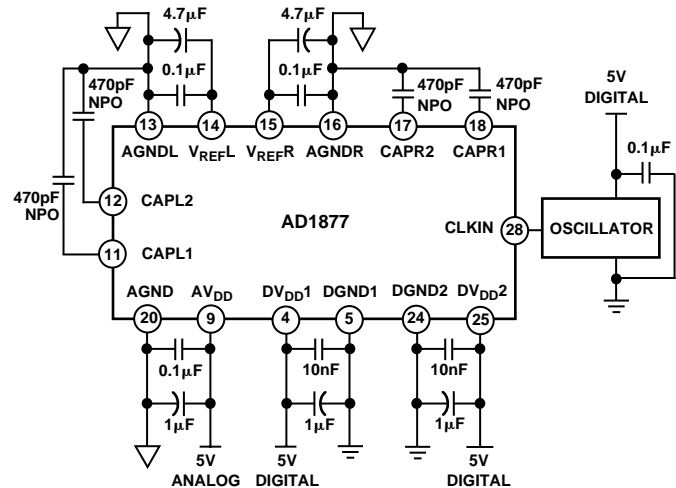 4.7μF
4.7μF
0.1μF
0.1μF
470pF
NPO
470pF
NPO
470pF
NPO
5V
DIGITAL
13
14
15
16
17
18
AGNDL
VREFL
VREFR
AGNDR
CAPR2
CAPR1
0.1μF
470pF
NPO
12
CAPL2
AD1877
CLKIN
28
OSCILLATOR
11
CAPL1
AGND
AVDD
DVDD1
DGND1
DGND2
DVDD2
20
9
4
5
24
25
0.1μF
10nF
10nF
1μF
1μF
1μF
5V
ANALOG
5V
DIGITAL
5V
DIGITAL